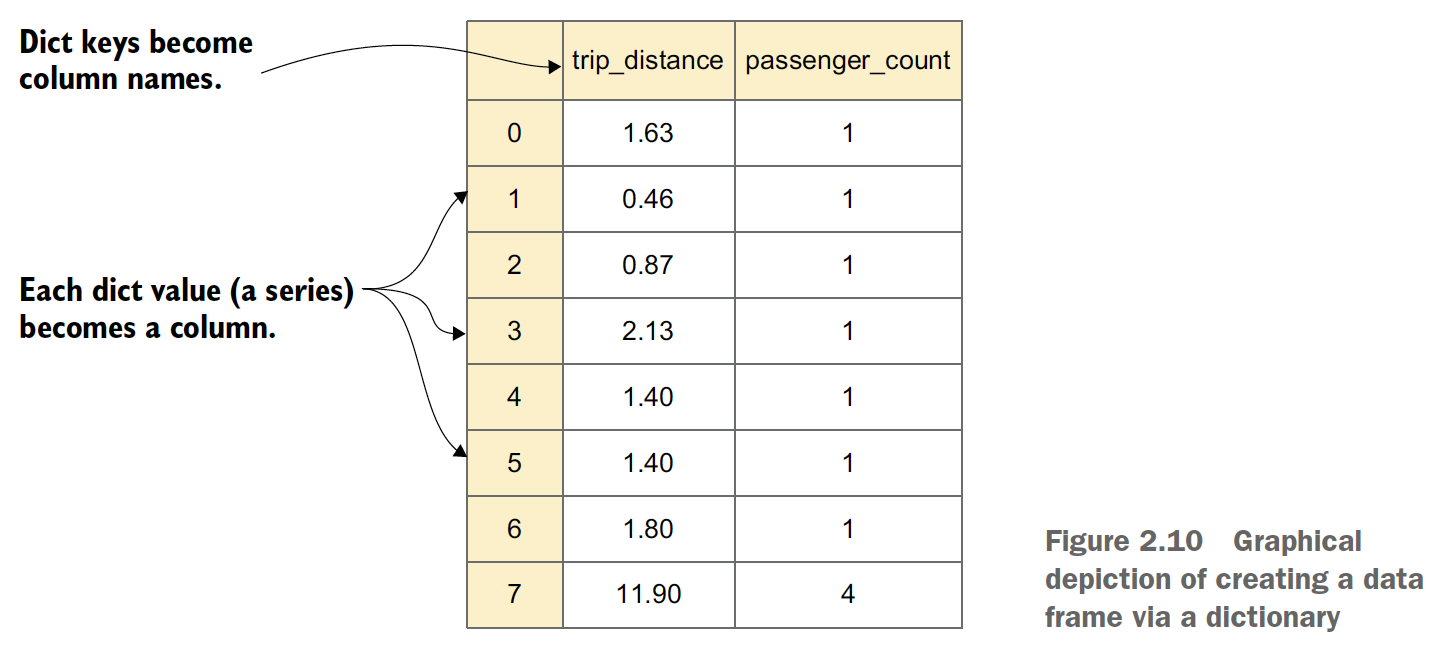 Dict keys become
column names.
trip_distance passenger_count
0 1.63 1
1 0.46 1
2 0.87 1
Each dict value (a series)
becomes a column.
3 2.13 1
4 1.40 1
5 1.40 1
6 1.80 1
7 11.90 4
Figure 2.10 Graphical
depiction of creating a data
frame via a dictionary